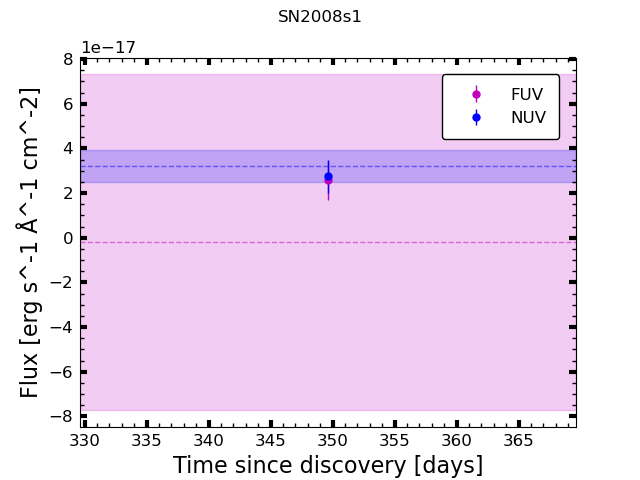 SN2008s1
1e−17
8
6
4
2
0
−2
−4
−6
−8
Flux [erg s^-1 Å^-1 cm^-2]
FUV
NUV
330 335 340 345 350 355 360 365
Time since discovery [days]